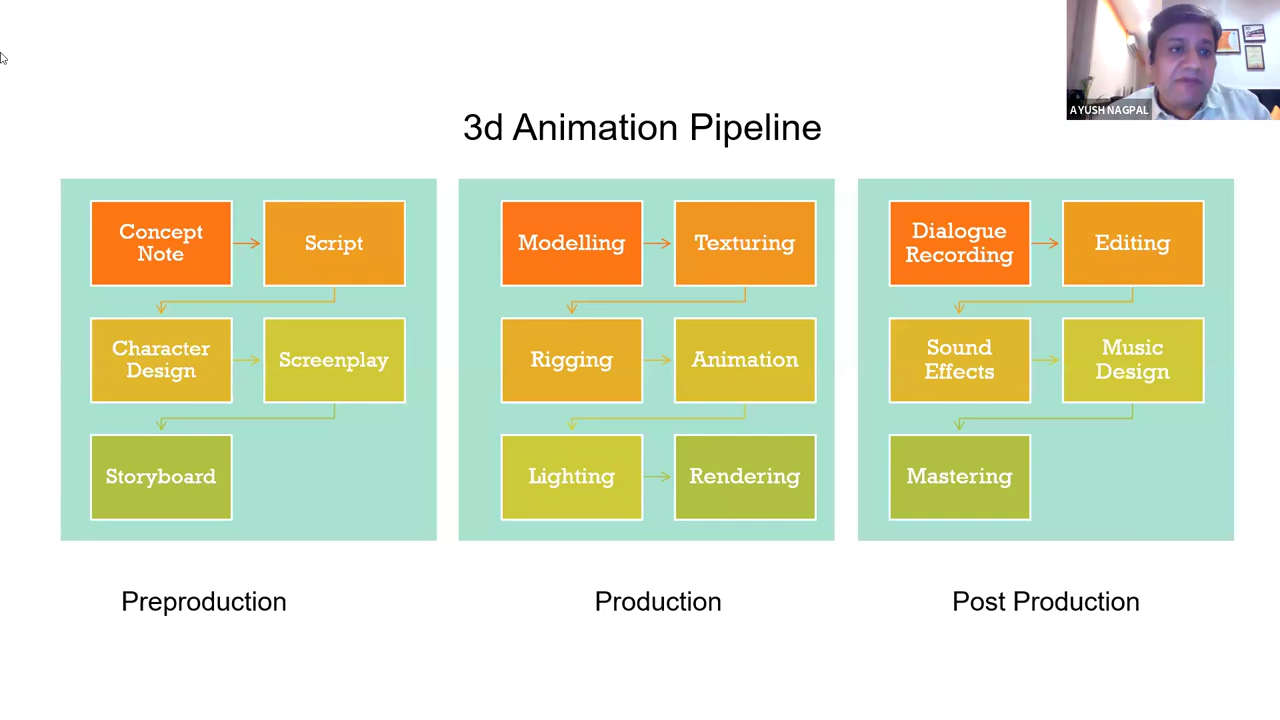 AYUSH NAGPAL
3d Animation Pipeline
Concept
Note
Script
Character
Design
Screenplay
Storyboard
Modelling
Texturing
Rigging
Animation
Lighting
Rendering
Dialogue
Recording
Editing
Sound
Effects
Music
Design
Mastering
Preproduction
Production
Post Production